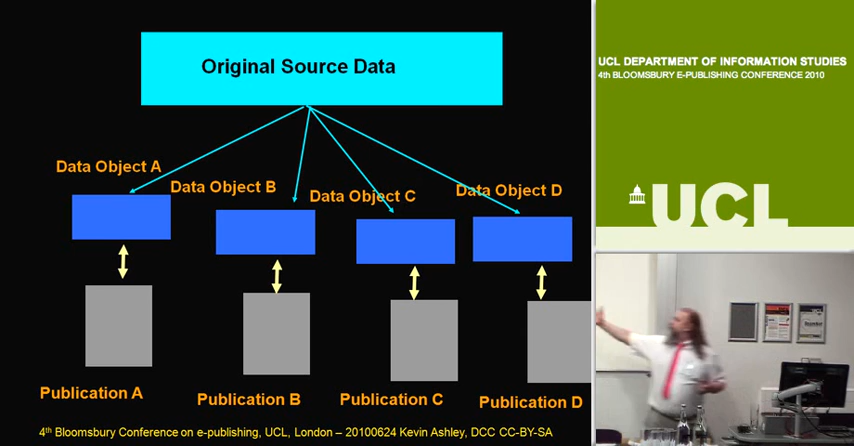 Original Source Data
Data Object A
Data Object B
Data Object C
Data Object D
Publication A
Publication B
Publication C
Publication D
4th Bloomsbury Conference on e-publishing, UCL, London – 20100624 Kevin Ashley, DCC CC-BY-SA
UCL DEPARTMENT OF INFORMATION STUDIES
4th BLOOMSBURY E-PUBLISHING CONFERENCE 2010
UCL